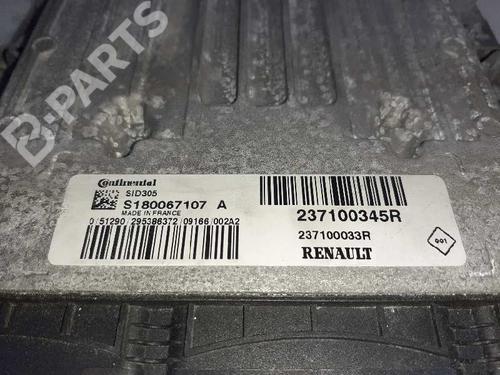 B-PARTS
Continental
SID305
S180067107 A
MADE IN FRANCE
0/51290/295386372/09166/002A2
237100345R
237100033R
RENAULT
001